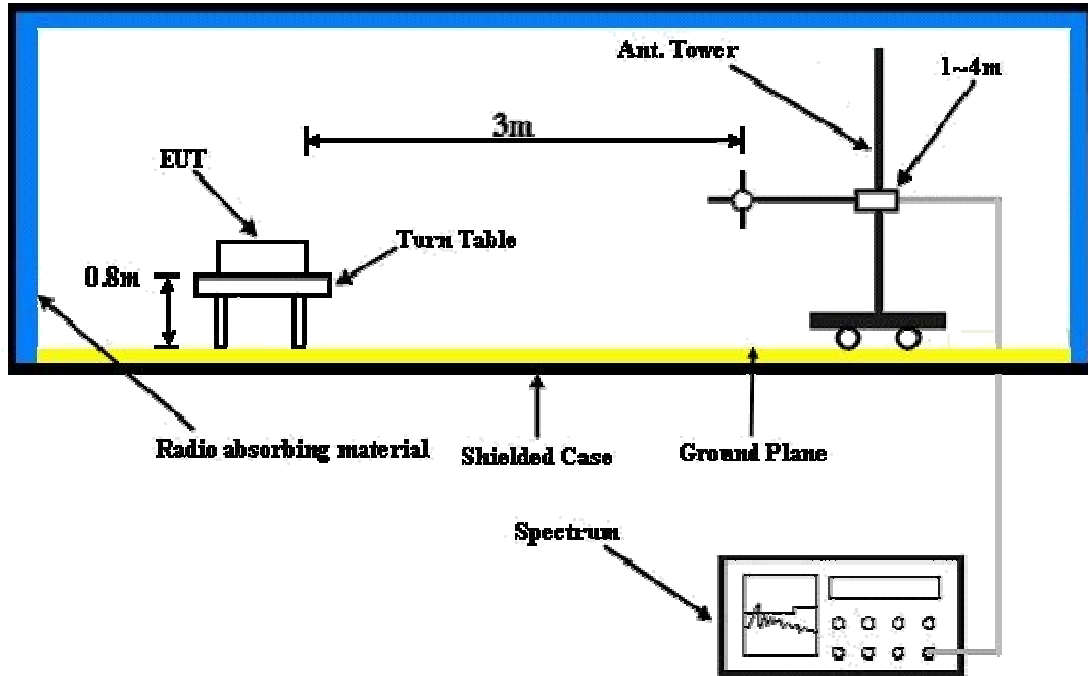 Ant. Tower
1~4m
3m
EUT
Turn Table
0.8m
Radio absorbing material
Shielded Case
Ground Plane
Spectrum